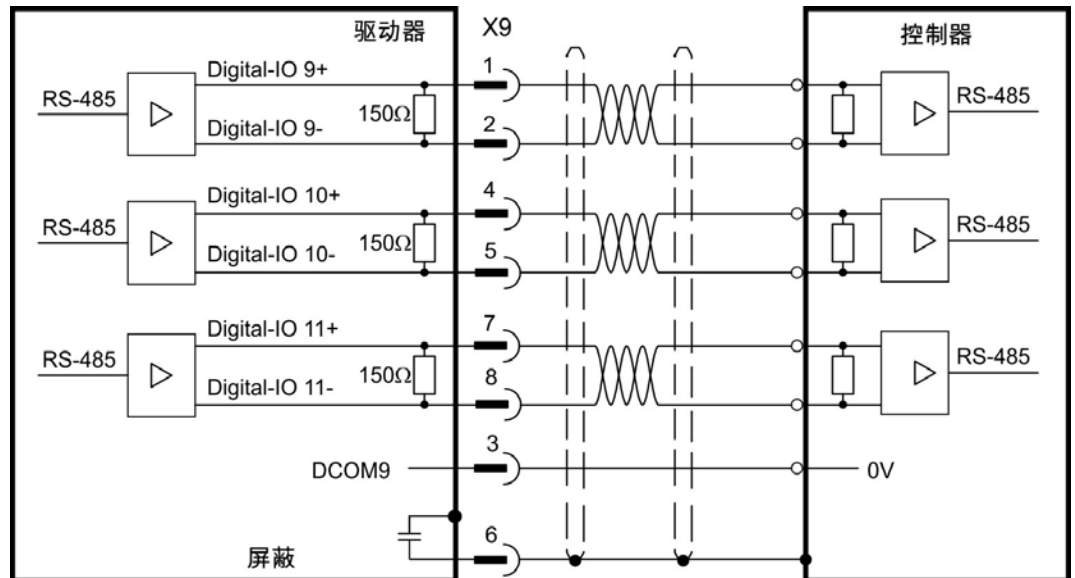 驱动器
X9
控制器
Digital-IO 9+
1
RS-485
150Ω
RS-485
Digital-IO 9-
2
Digital-IO 10+
4
RS-485
150Ω
RS-485
Digital-IO 10-
5
Digital-IO 11+
7
RS-485
150Ω
RS-485
Digital-IO 11-
8
3
DCOM9
0V
6
屏蔽